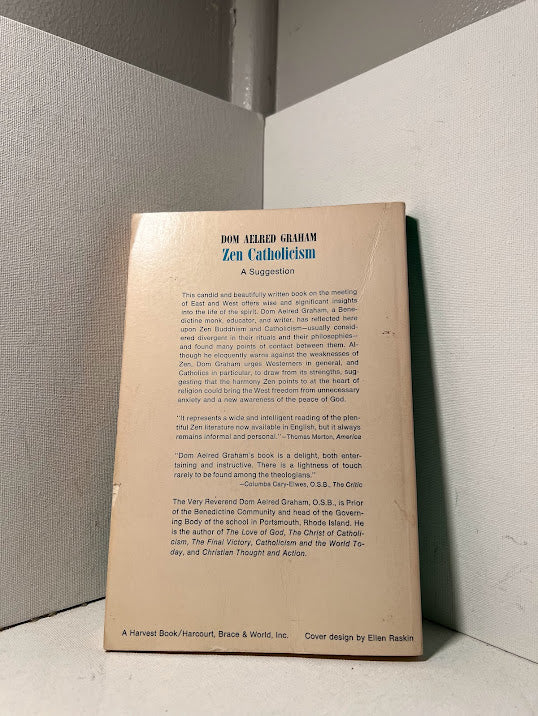 DOM AELRED GRAHAM
Zen Catholicism
A Suggestion
This candid and beautifully written book on the meeting
of East and West offers wise and significant insights
into the life of the spirit. Dom Aelred Graham, a Bene-
dictine monk, educator, and writer, has reflected here
upon Zen Buddhism and Catholicism—usually consid-
ered divergent in their rituals and their philosophies—
and found many points of contact between them. Al-
though he eloquently warns against the weaknesses of
Zen, Dom Graham urges Westerners in general, and
Catholics in particular, to draw from its strengths, sug-
gesting that the harmony Zen points to at the heart of
religion could bring the West freedom from unnecessary
anxiety and a new awareness of the peace of God.
"It represents a wide and intelligent reading of the plen-
tiful Zen literature now available in English, but it always
remains informal and personal."—Thomas Merton, America
"Dom Aelred Graham's book is a delight, both enter-
taining and instructive. There is a lightness of touch
rarely to be found among the theologians."
—Columba Cary-Elwes, O.S.B., The Critic
The Very Reverend Dom Aelred Graham, O.S.B., is Prior
of the Benedictine Community and head of the Govern-
ing Body of the school in Portsmouth, Rhode Island. He
is the author of The Love of God, The Christ of Catholi-
cism, The Final Victory, Catholicism and the World To-
day, and Christian Thought and Action.
A Harvest Book/Harcourt, Brace & World, Inc. Cover design by Ellen Raskin